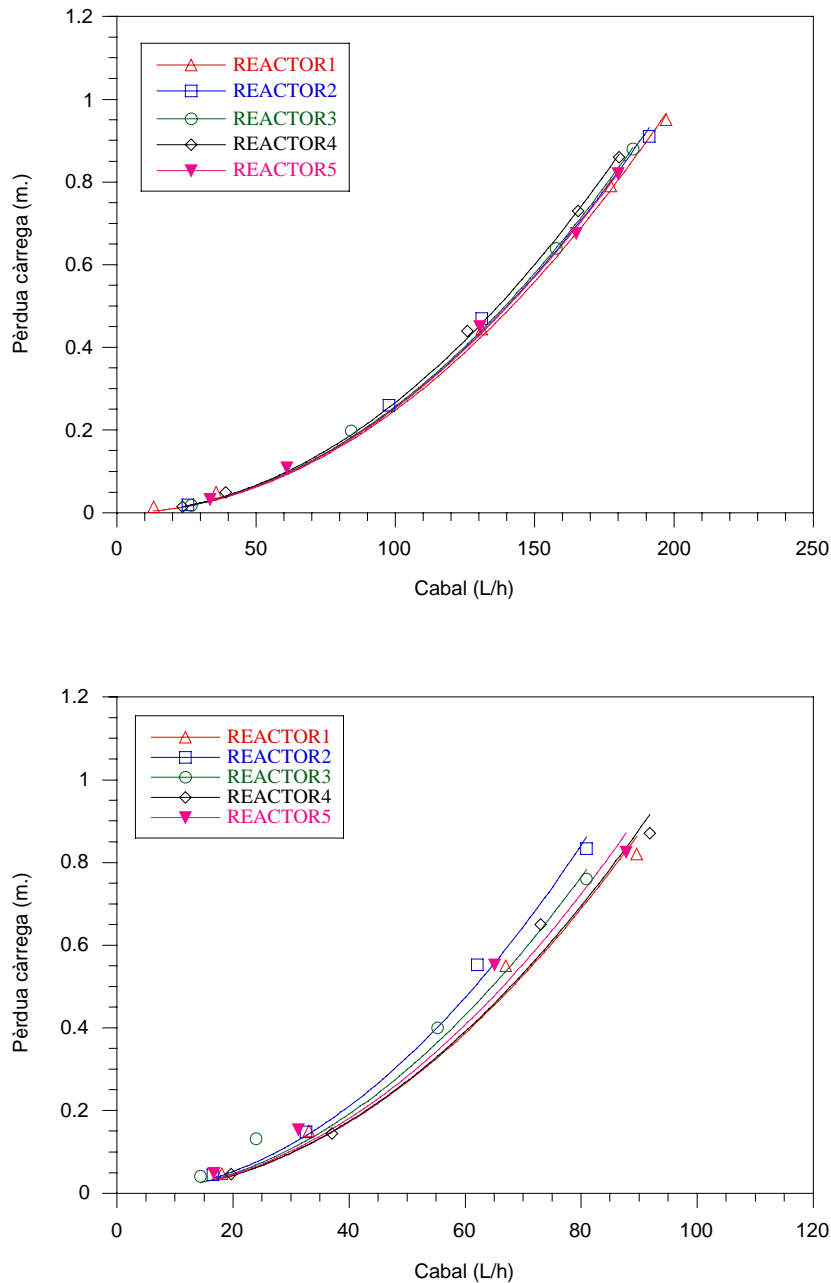 1.2
1
0.8
0.6
0.4
0.2
0
Pèrdua càrrega (m.)
REACTOR1
REACTOR2
REACTOR3
REACTOR4
REACTOR5
0 50 100 150 200 250
Cabal (L/h)
1.2
1
0.8
0.6
0.4
0.2
0
Pèrdua càrrega (m.)
REACTOR1
REACTOR2
REACTOR3
REACTOR4
REACTOR5
0 20 40 60 80 100 120
Cabal (L/h)